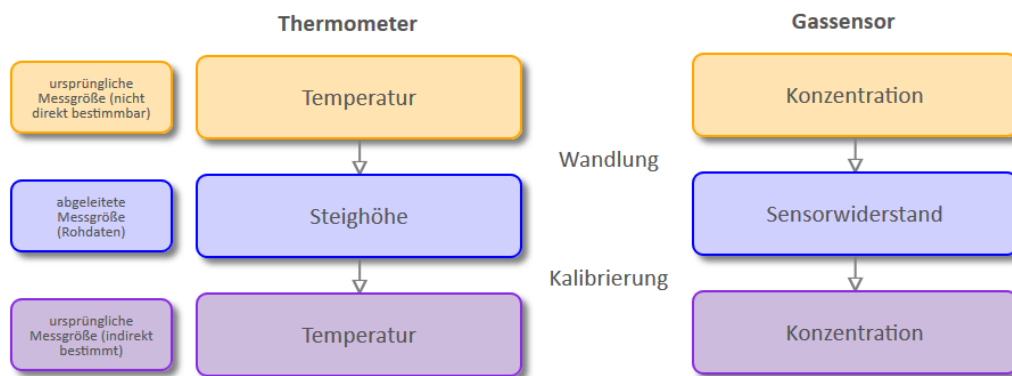 Thermometer
Gassensor
ursprüngliche
Messgröße (nicht
direkt bestimmbar)
Temperatur
Konzentration
Wandlung
abgeleitete
Messgröße
(Rohdaten)
Steighöhe
Sensorwiderstand
Kalibrierung
ursprüngliche
Messgröße (indirekt
bestimmt)
Temperatur
Konzentration